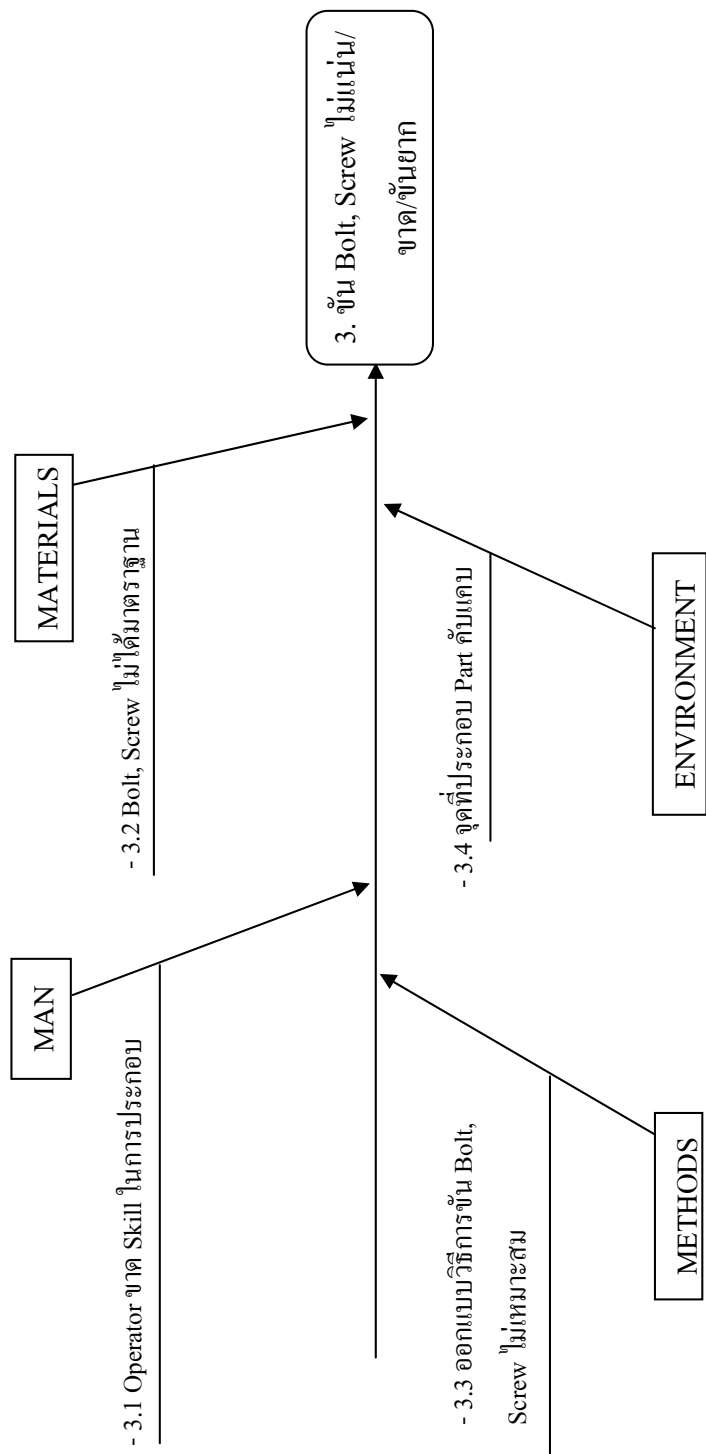 MAN
MATERIALS
- 3.1 Operator ขาด Skill ในการประกอบ
- 3.2 Bolt, Screw ไม่ได้มาตราฐาน
3. ขัน Bolt, Screw ไม่แน่น/
ขาด/ขันยาก
- 3.3 ออกแบบวิธีการขัน Bolt,
Screw ไม่เหมาะสม
- 3.4 จุดที่ประกอบ Part คับแคบ
METHODS
ENVIRONMENT